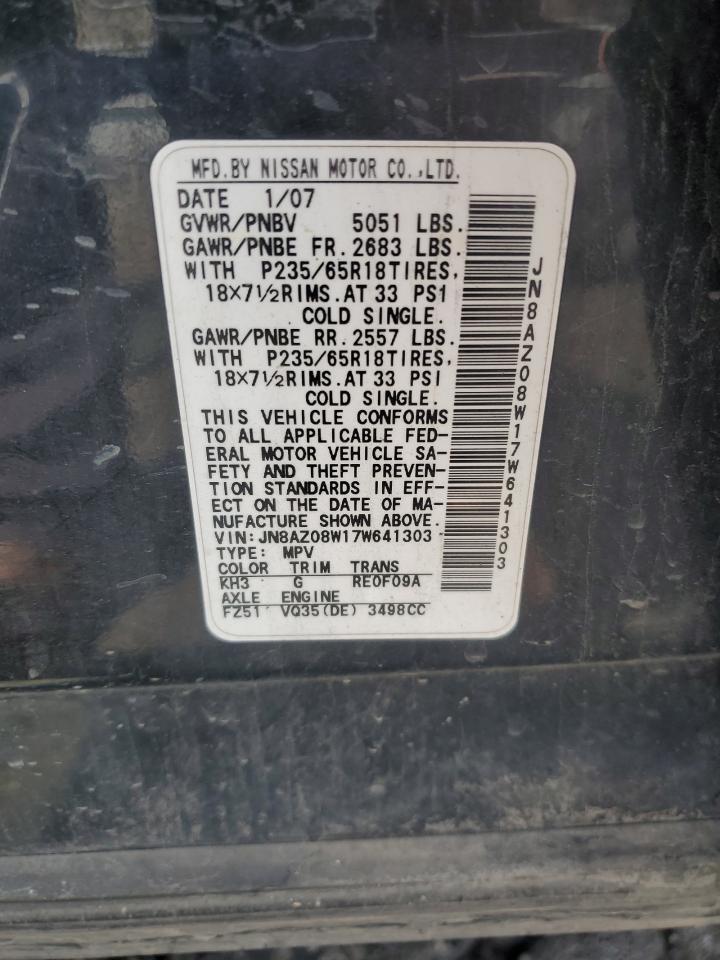 MFD.BY NISSAN MOTOR CO.,LTD.
DATE 1/07
GVWR/PNBV 5051 LBS.
GAWR/PNBE FR.2683 LBS.
WITH P235/65R18TIRES,
18×7½RIMS.AT 33 PSI
COLD SINGLE.
GAWR/PNBE RR.2557 LBS.
WITH P235/65R18TIRES,
18×7½RIMS.AT 33 PSI
COLD SINGLE.
THIS VEHICLE CONFORMS
TO ALL APPLICABLE FED-
ERAL MOTOR VEHICLE SA-
FETY AND THEFT PREVEN-
TION STANDARDS IN EFF-
ECT ON THE DATE OF MA-
NUFACTURE SHOWN ABOVE.
VIN:JN8AZ08W17W641303
TYPE: MPV
COLOR TRIM TRANS
KH3 G RE0F09A
AXLE ENGINE
FZ51 VQ35(DE) 3498CC
JN8AZ08W17W641303